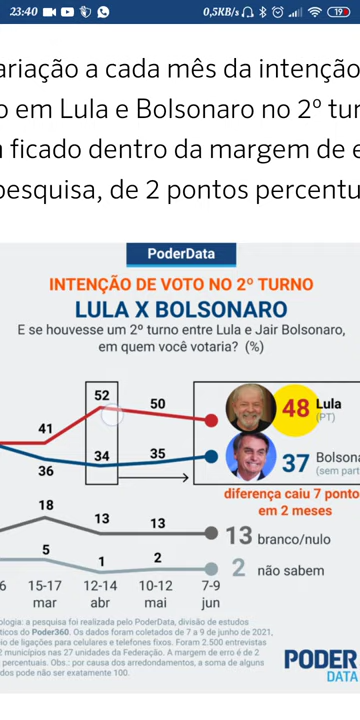 23:40 0,5KB/s 19
ariação a cada mês da intenção
o em Lula e Bolsonaro no 2º tur
ficado dentro da margem de e
pesquisa, de 2 pontos percentu
PoderData
INTENÇÃO DE VOTO NO 2º TURNO
LULA X BOLSONARO
E se houvesse um 2º turno entre Lula e Jair Bolsonaro,
em quem você votaria? (%)
52
50
48 Lula
(PT)
41
36
34
35
37 Bolsona
(sem part
diferença caiu 7 ponto
em 2 meses
18
13
13
13 branco/nulo
5
1
2
2 não sabem
6 15-17 12-14 10-12 7-9
mar abr mai jun
ologia: a pesquisa foi realizada pelo PoderData, divisão de estudos
ticos do Poder360. Os dados foram coletados de 7 a 9 de junho de 2021,
io de ligações para celulares e telefones fixos. Foram 2.500 entrevistas
2 municípios nas 27 unidades da Federação. A margem de erro é de 2
percentuais. Obs.: por causa dos arredondamentos, a soma de alguns
dos pode não ser exatamente 100.
PODER
DATA